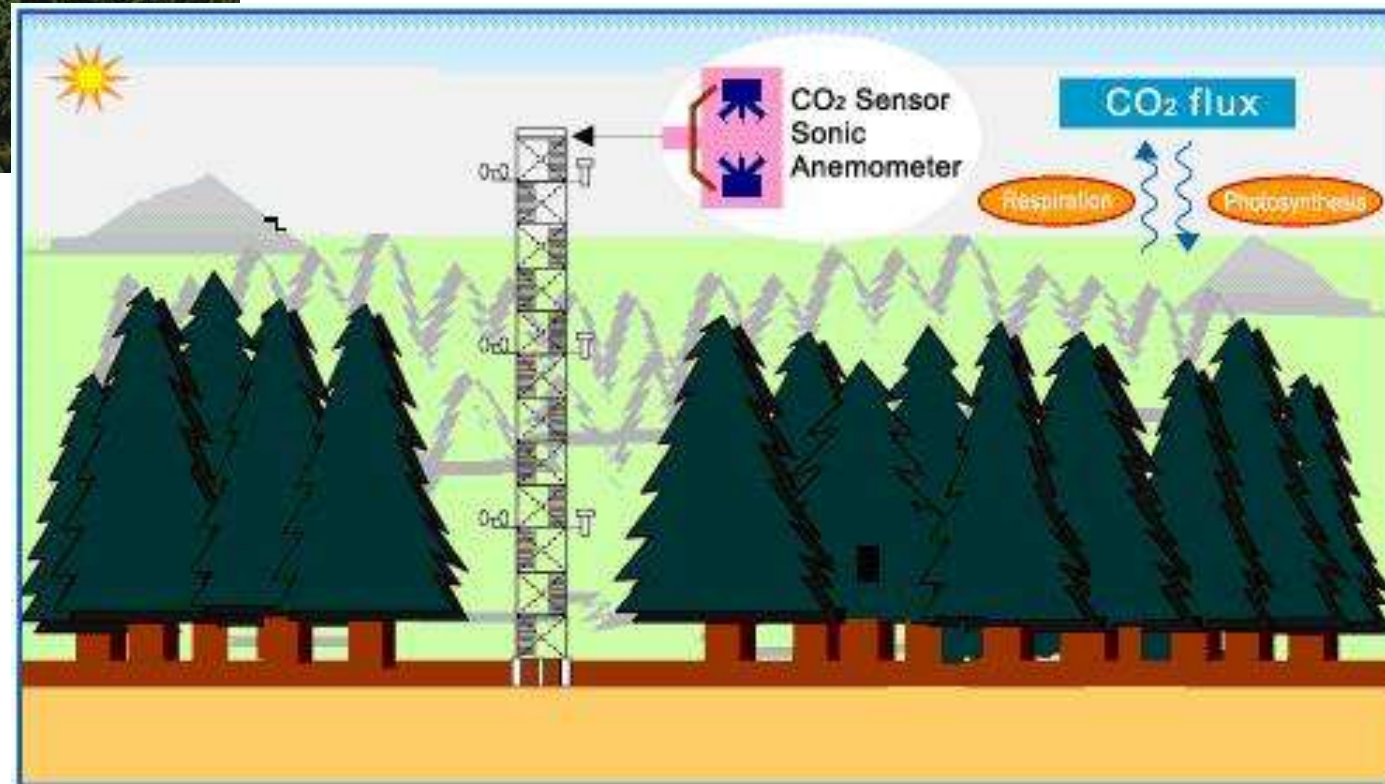 CO₂ Sensor
Sonic
Anemometer
CO₂ flux
Respiration
Photosynthesis